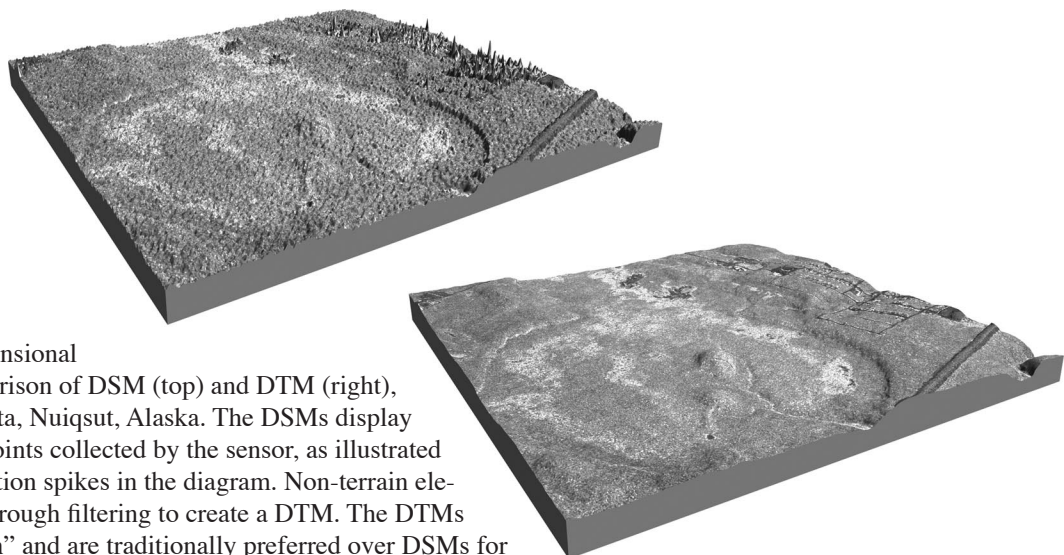 nsional
rison of DSM (top) and DTM (right),
ta, Nuiqsut, Alaska. The DSMs display
oints collected by the sensor, as illustrated
tion spikes in the diagram. Non-terrain ele-
rough filtering to create a DTM. The DTMs
” and are traditionally preferred over DSMs for